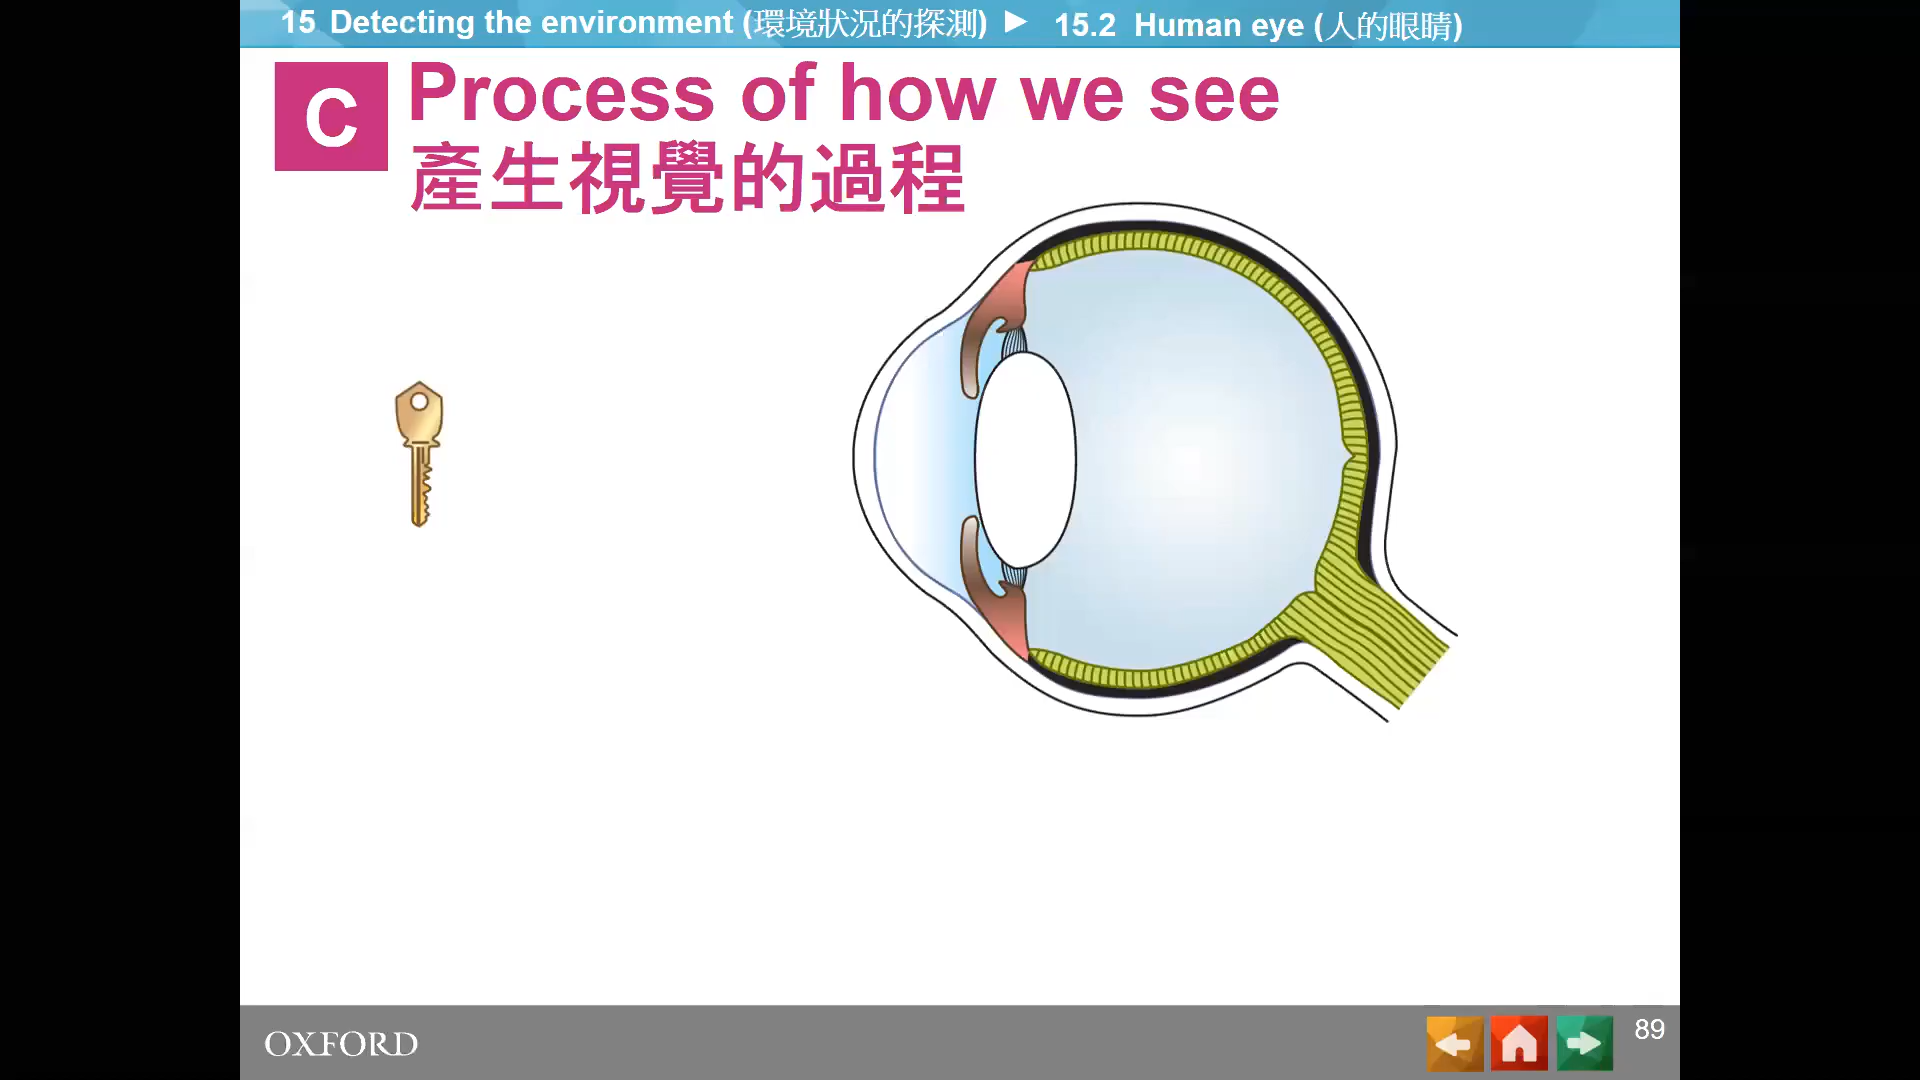 15 Detecting the environment (環境狀況的探測) ▶ 15.2 Human eye (人的眼睛)
C
Process of how we see
產生視覺的過程
OXFORD
89